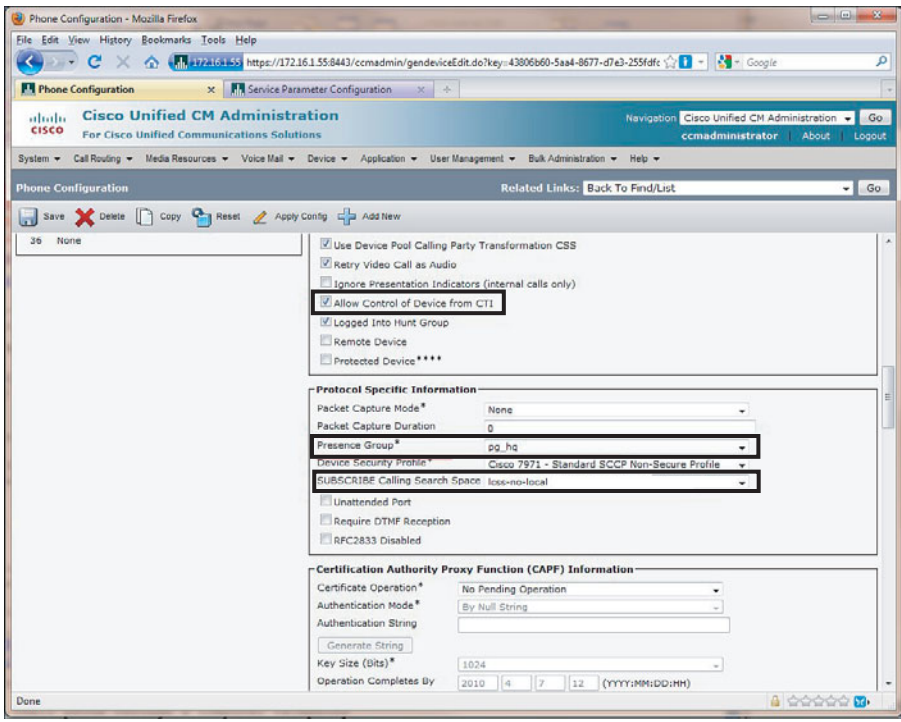 Phone Configuration - Mozilla Firefox
File Edit View History Bookmarks Tools Help
172.16.1.55 https://172.16.1.55:8443/ccmadmin/gendeviceEdit.do?key=43806b60-5aa4-8677-d7e3-255fdfc Google
Phone Configuration Service Parameter Configuration
CISCO Cisco Unified CM Administration Navigation Cisco Unified CM Administration Go
For Cisco Unified Communications Solutions ccmadministrator About Logout
System Call Routing Media Resources Voice Mail Device Application User Management Bulk Administration Help
Phone Configuration Related Links: Back To Find/List Go
Save Delete Copy Reset Apply Config Add New
36 None
Use Device Pool Calling Party Transformation CSS
Retry Video Call as Audio
Ignore Presentation Indicators (internal calls only)
Allow Control of Device from CTI
Logged Into Hunt Group
Remote Device
Protected Device****
Protocol Specific Information
Packet Capture Mode* None
Packet Capture Duration 0
Presence Group* pg_hq
Device Security Profile* Cisco 7971 - Standard SCCP Non-Secure Profile
SUBSCRIBE Calling Search Space lcss-no-local
Unattended Port
Require DTMF Reception
RFC2833 Disabled
Certification Authority Proxy Function (CAPF) Information
Certificate Operation* No Pending Operation
Authentication Mode* By Null String
Authentication String
Generate String
Key Size (Bits)* 1024
Operation Completes By 2010 4 7 12 (YYYY:MM:DD:HH)
Done